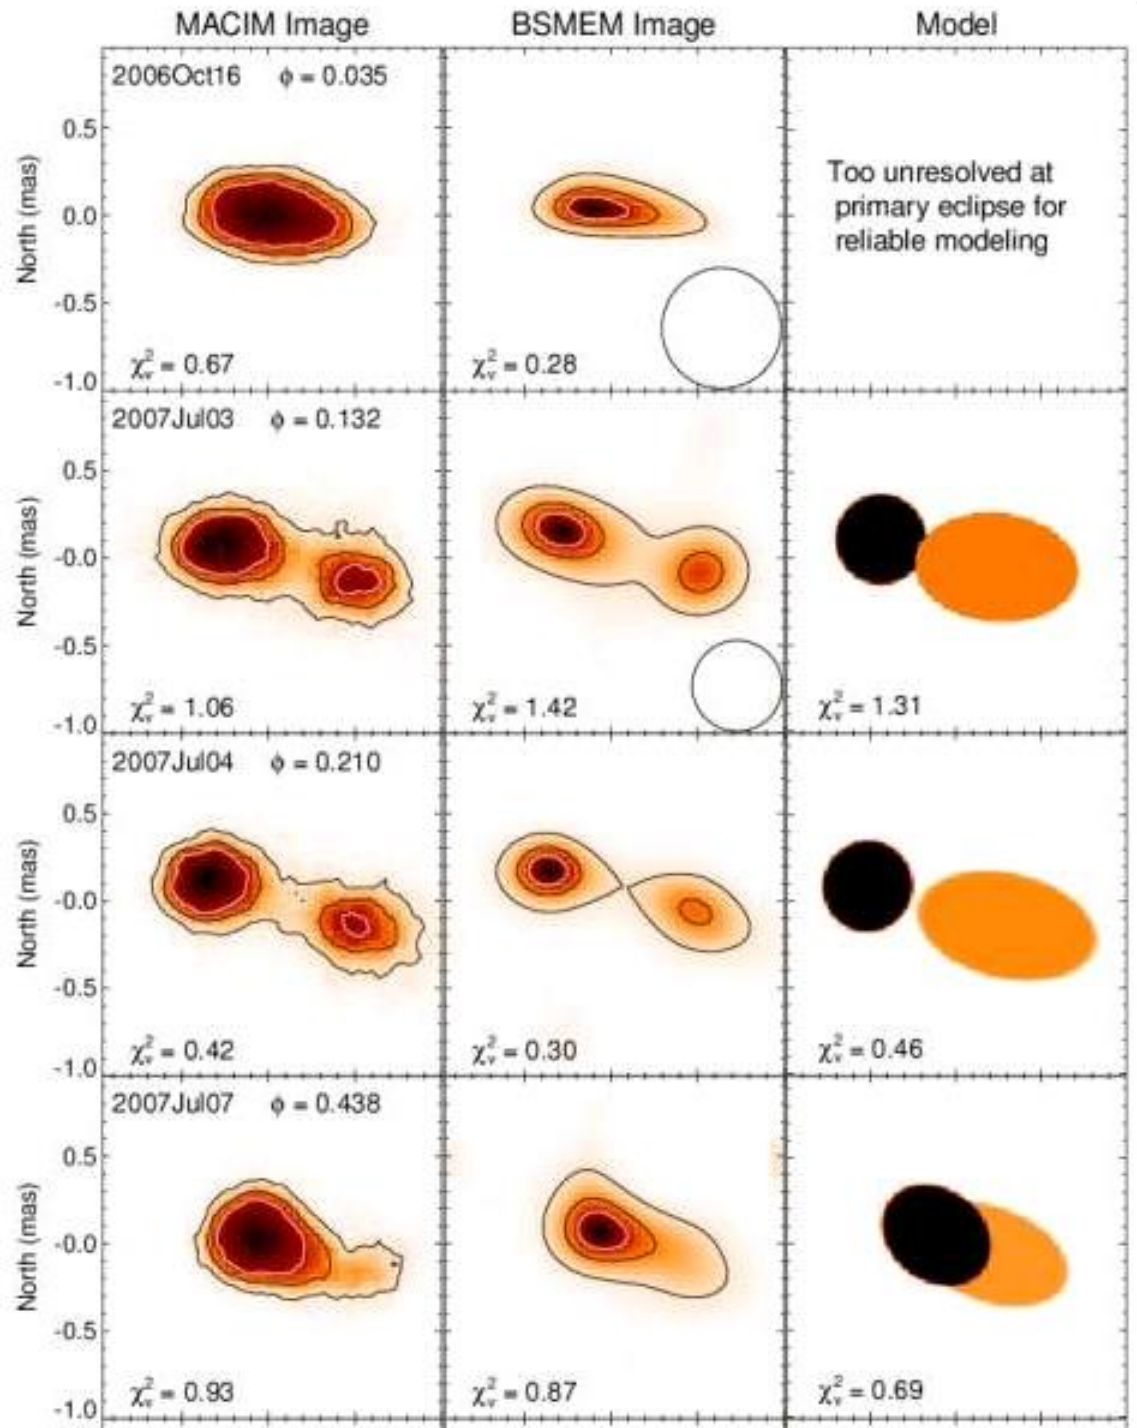 MACIM Image BSMEM Image Model
2006Oct16 ϕ = 0.035
0.5
Too unresolved at
primary eclipse for
reliable modeling
North (mas)
0.0
-0.5
χ²ᵥ = 0.67 χ²ᵥ = 0.28
-1.0
2007Jul03 ϕ = 0.132
0.5
North (mas)
-0.0
-0.5
χ²ᵥ = 1.06 χ²ᵥ = 1.42 χ²ᵥ = 1.31
-1.0
2007Jul04 ϕ = 0.210
0.5
North (mas)
-0.0
-0.5
χ²ᵥ = 0.42 χ²ᵥ = 0.30 χ²ᵥ = 0.46
-1.0
2007Jul07 ϕ = 0.438
0.5
North (mas)
-0.0
-0.5
χ²ᵥ = 0.93 χ²ᵥ = 0.87 χ²ᵥ = 0.69
-1.0